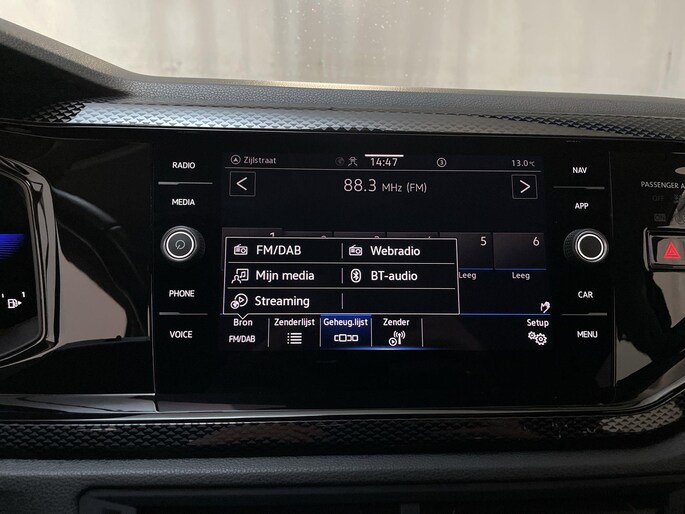 RADIO
MEDIA
PHONE
VOICE
Zijlstraat 14:47 3 13.0°C
88.3 MHz (FM)
5 6
Leeg Leeg
FM/DAB Webradio
Mijn media BT-audio
Streaming
Bron Zenderlijst Geheug.lijst Zender Setup
FM/DAB
NAV
APP
CAR
MENU
PASSENGER A